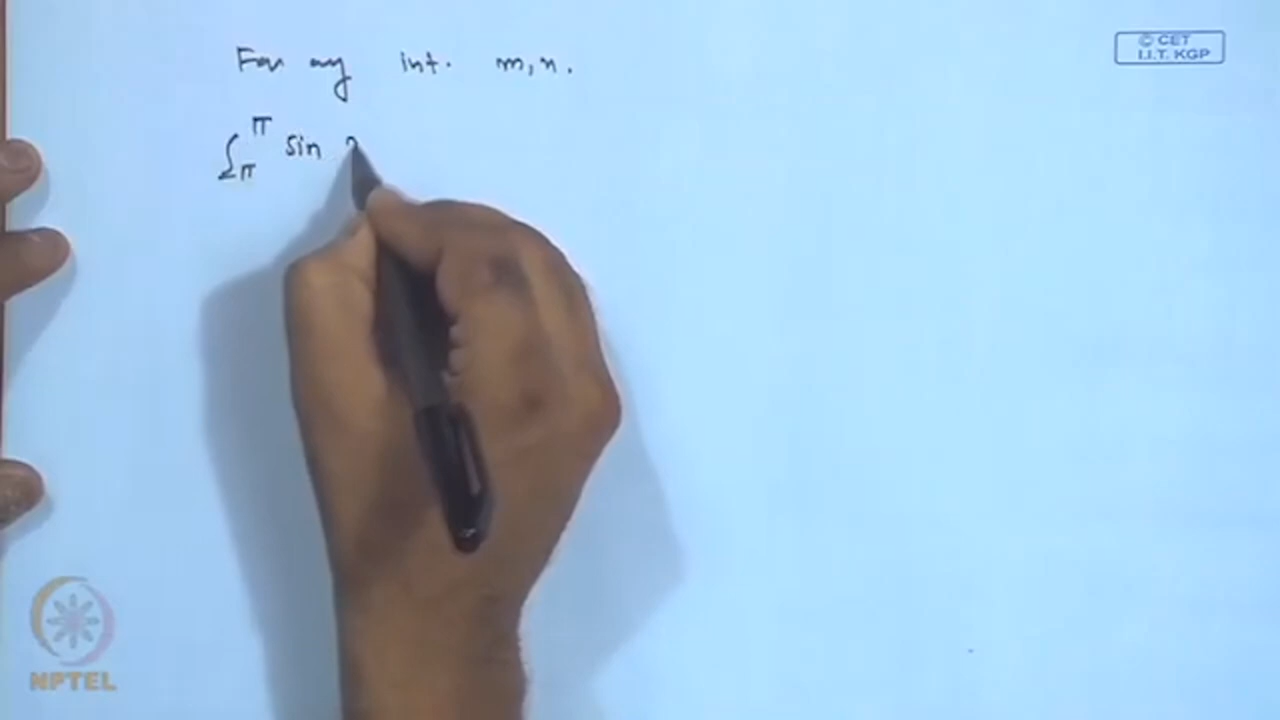 For any int. m, n.
∫_{-π}^{π} sin
© CET
I.I.T. KGP
NPTEL